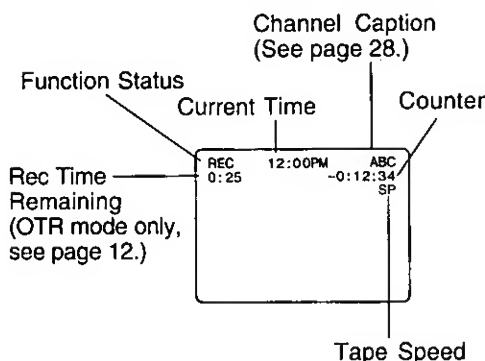 Channel Caption
(See page 28.)
Function Status
Current Time
Counter
REC 12:00PM ABC
0:25 -0:12:34
SP
Rec Time
Remaining
(OTR mode only,
see page 12.)
Tape Speed